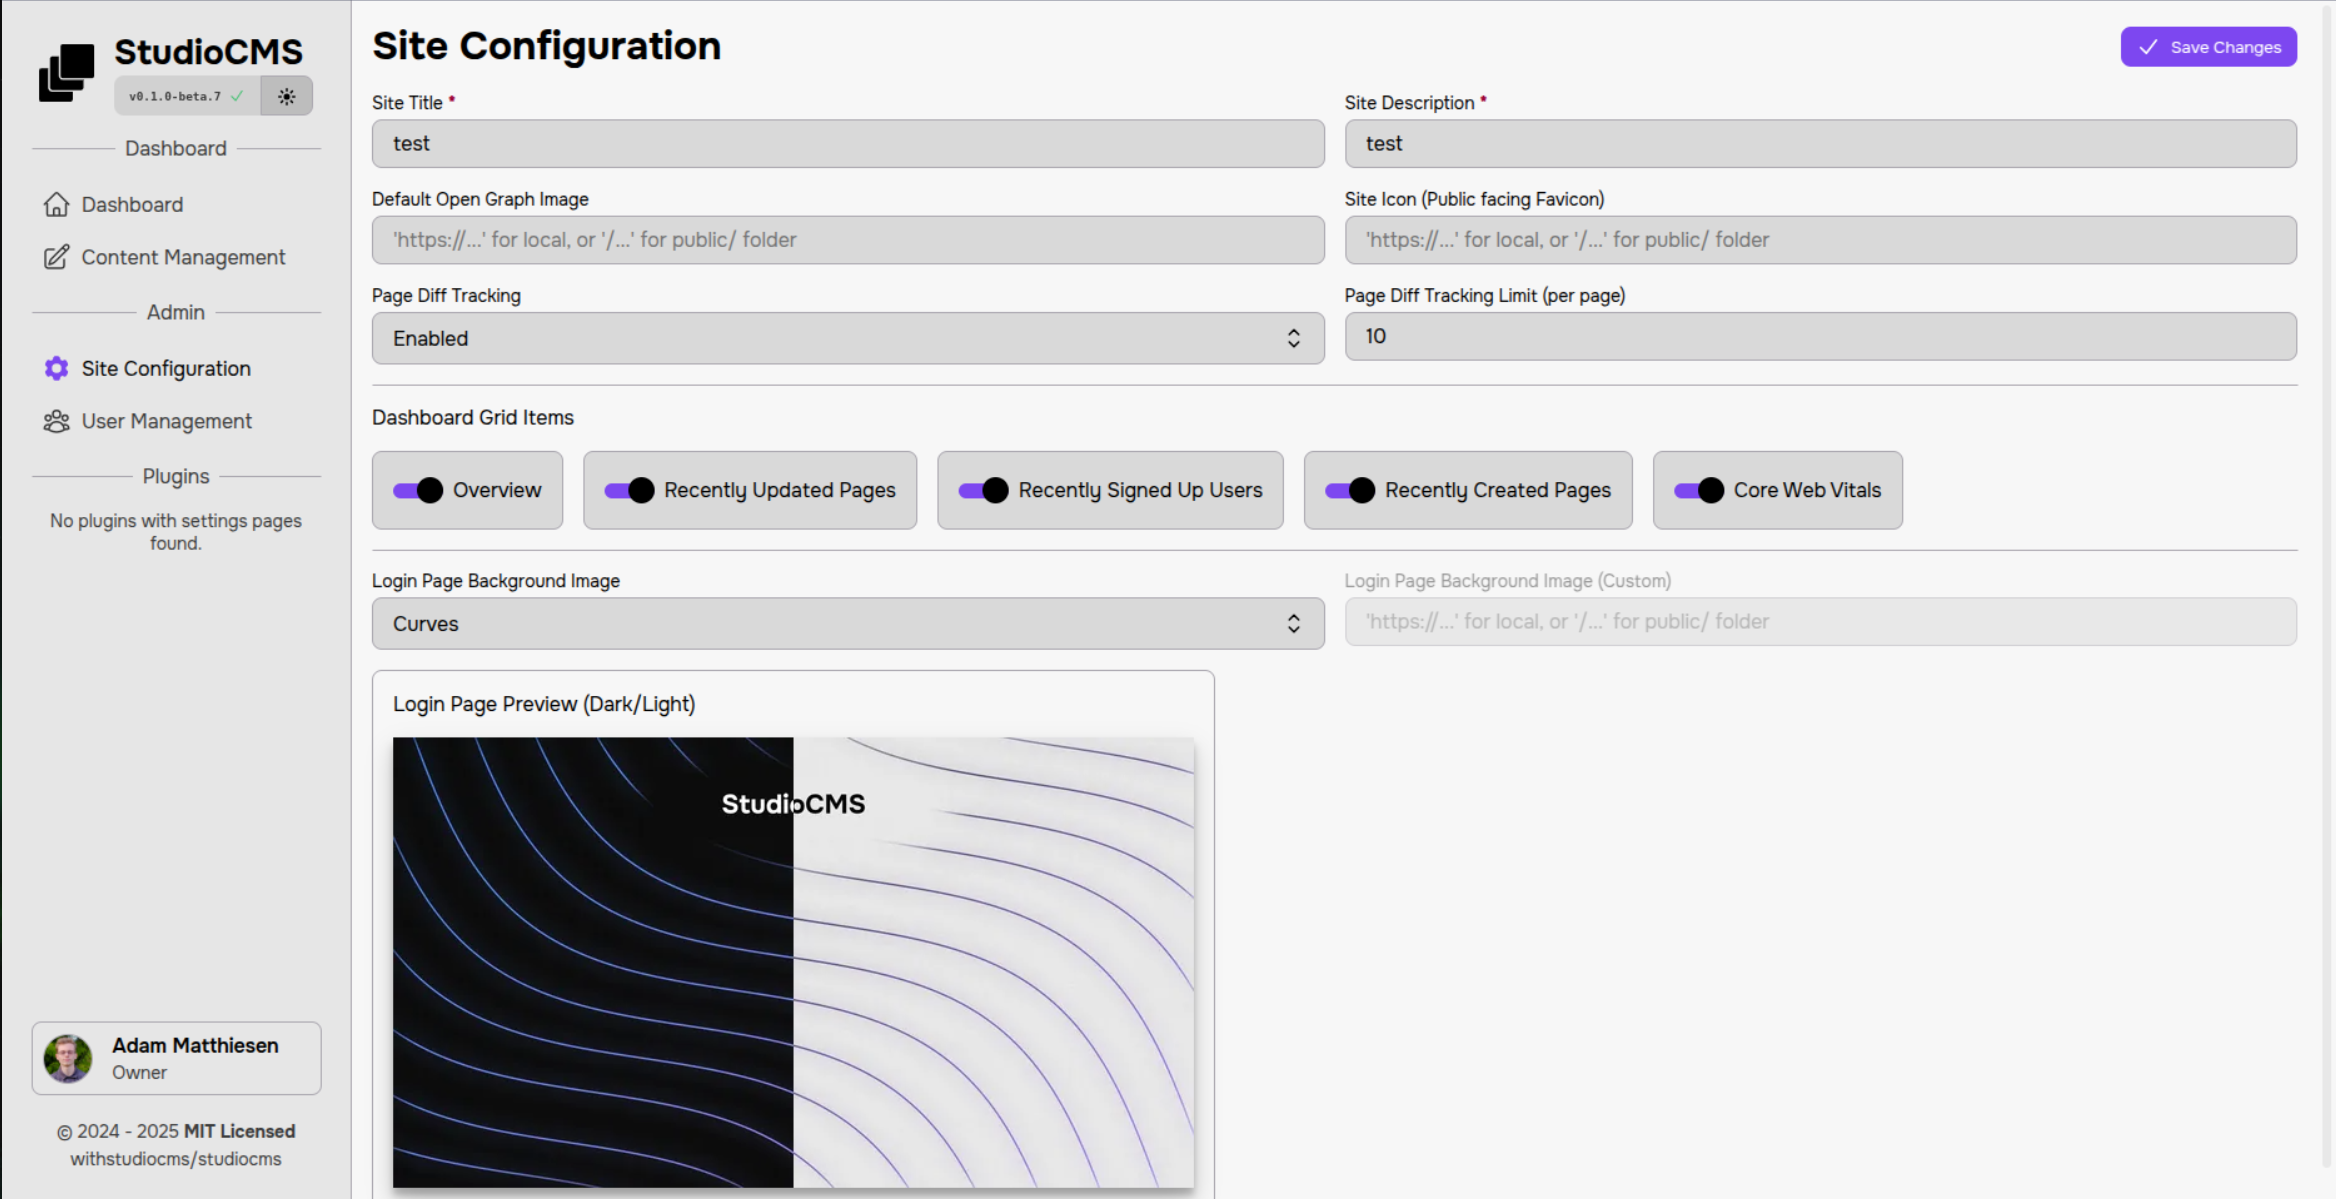 StudioCMS
v0.1.0-beta.7
Dashboard
Dashboard
Content Management
Admin
Site Configuration
User Management
Plugins
No plugins with settings pages
found.
Adam Matthiesen
Owner
© 2024 - 2025 MIT Licensed
withstudiocms/studiocms
Site Configuration
Save Changes
Site Title *
test
Site Description *
test
Default Open Graph Image
'https://...' for local, or '/...' for public/ folder
Site Icon (Public facing Favicon)
'https://...' for local, or '/...' for public/ folder
Page Diff Tracking
Enabled
Page Diff Tracking Limit (per page)
10
Dashboard Grid Items
Overview
Recently Updated Pages
Recently Signed Up Users
Recently Created Pages
Core Web Vitals
Login Page Background Image
Curves
Login Page Background Image (Custom)
'https://...' for local, or '/...' for public/ folder
Login Page Preview (Dark/Light)
StudioCMS